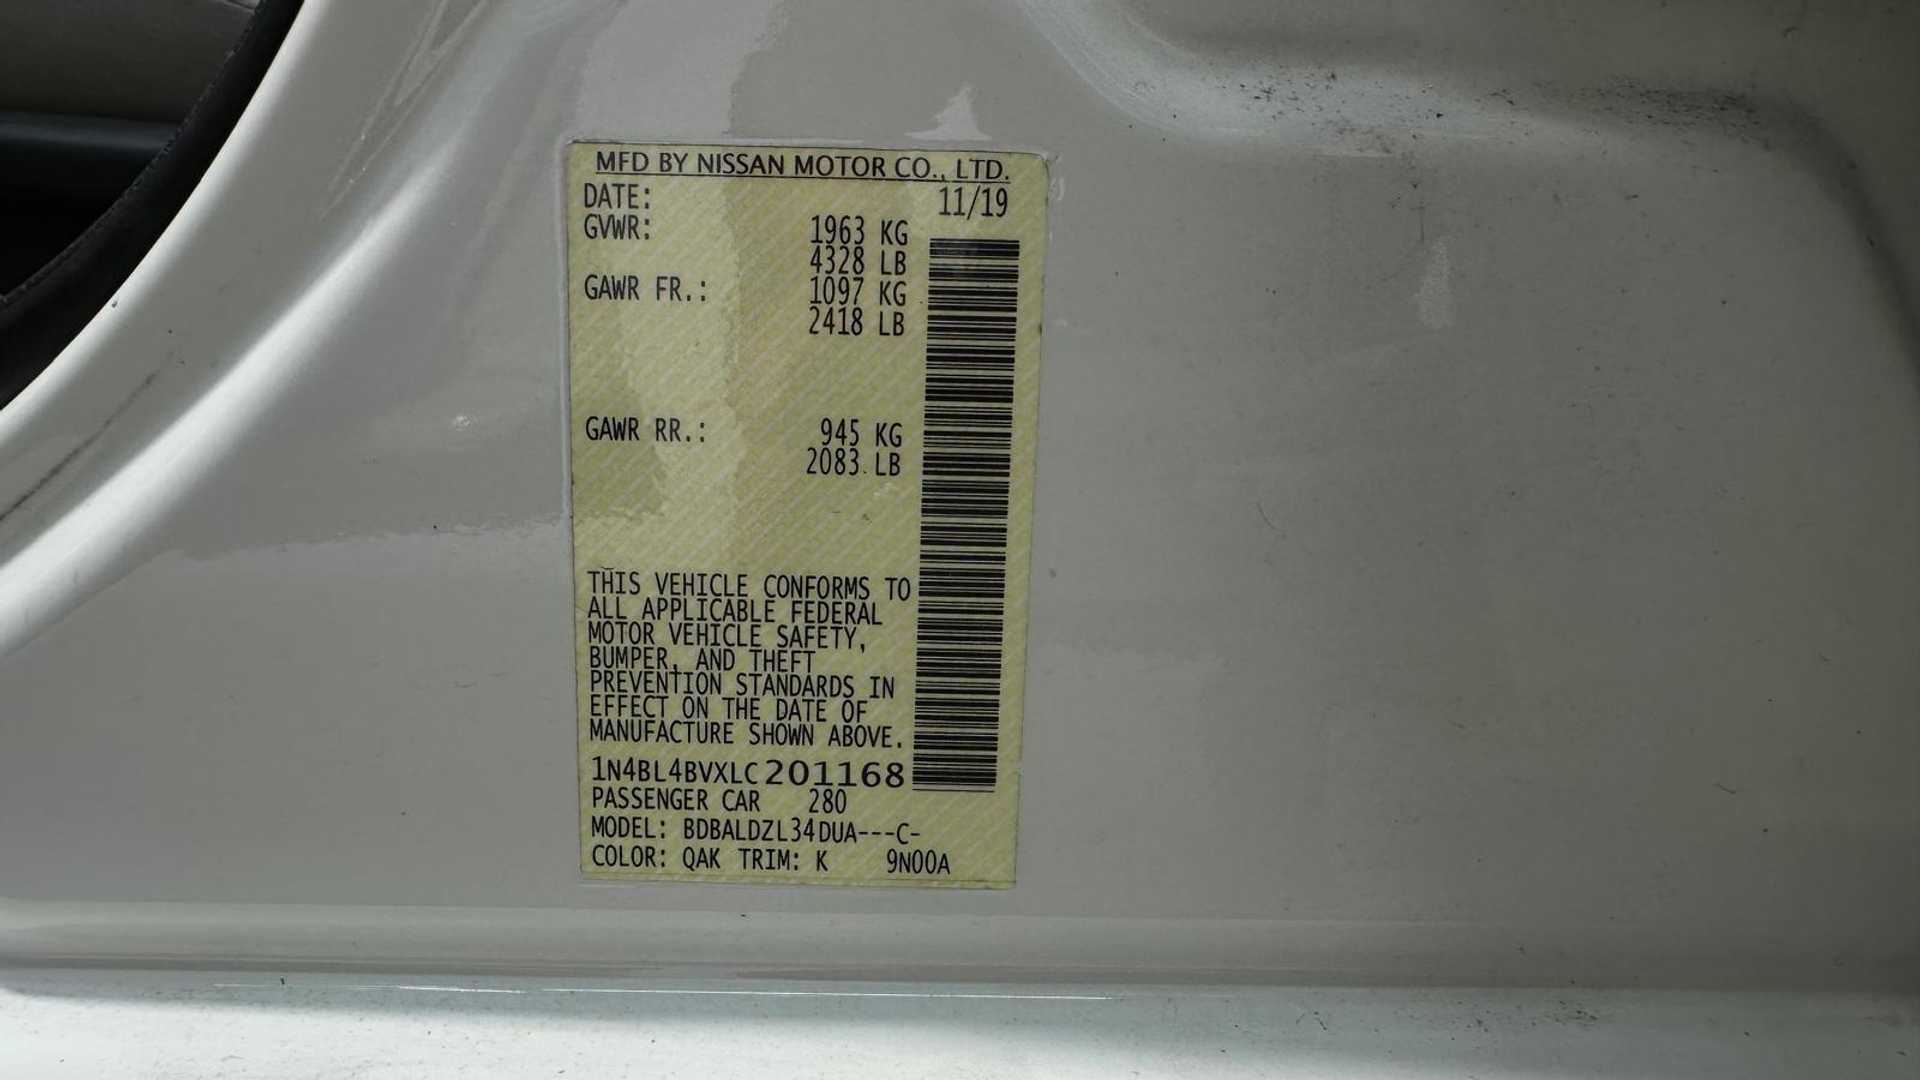 MFD BY NISSAN MOTOR CO., LTD.
DATE: 11/19
GVWR: 1963 KG
4328 LB
GAWR FR.: 1097 KG
2418 LB
GAWR RR.: 945 KG
2083 LB
THIS VEHICLE CONFORMS TO
ALL APPLICABLE FEDERAL
MOTOR VEHICLE SAFETY,
BUMPER, AND THEFT
PREVENTION STANDARDS IN
EFFECT ON THE DATE OF
MANUFACTURE SHOWN ABOVE.
1N4BL4BVXLC201168
PASSENGER CAR 280
MODEL: BDBALDZL34DUA---C-
COLOR: QAK TRIM: K 9N00A